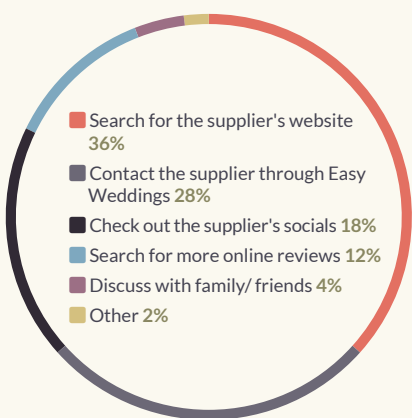 Search for the supplier's website
36%
Contact the supplier through Easy
Weddings 28%
Check out the supplier's socials 18%
Search for more online reviews 12%
Discuss with family/ friends 4%
Other 2%